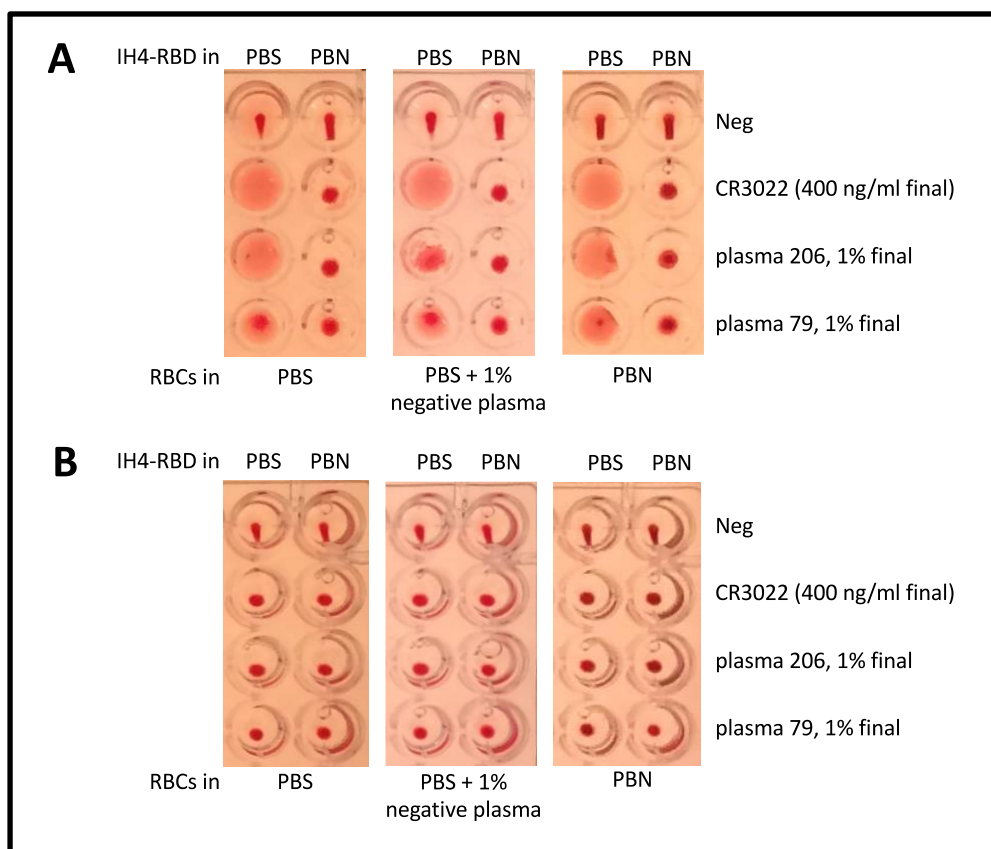 A
IH4-RBD in PBS PBN PBS PBN PBS PBN
Neg
CR3022 (400 ng/ml final)
plasma 206, 1% final
plasma 79, 1% final
RBCs in PBS PBS + 1% PBN
negative plasma
B
IH4-RBD in PBS PBN PBS PBN PBS PBN
Neg
CR3022 (400 ng/ml final)
plasma 206, 1% final
plasma 79, 1% final
RBCs in PBS PBS + 1% PBN
negative plasma